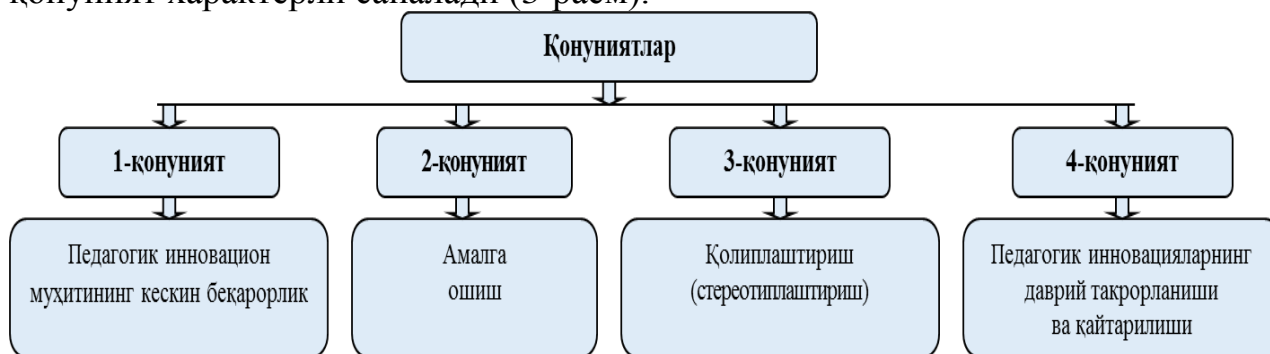 қонуният характерли саналади (3-расм).
Қонуниятлар
1-қонуният
2-қонуният
3-қонуният
4-қонуният
Педагогик инновацион
муҳитининг кескин беқарорлик
Амалга
ошиш
Қолиплаштириш
(стереотиплаштириш)
Педагогик инновацияларнинг
даврий такрорланиши
ва қайтарилиши